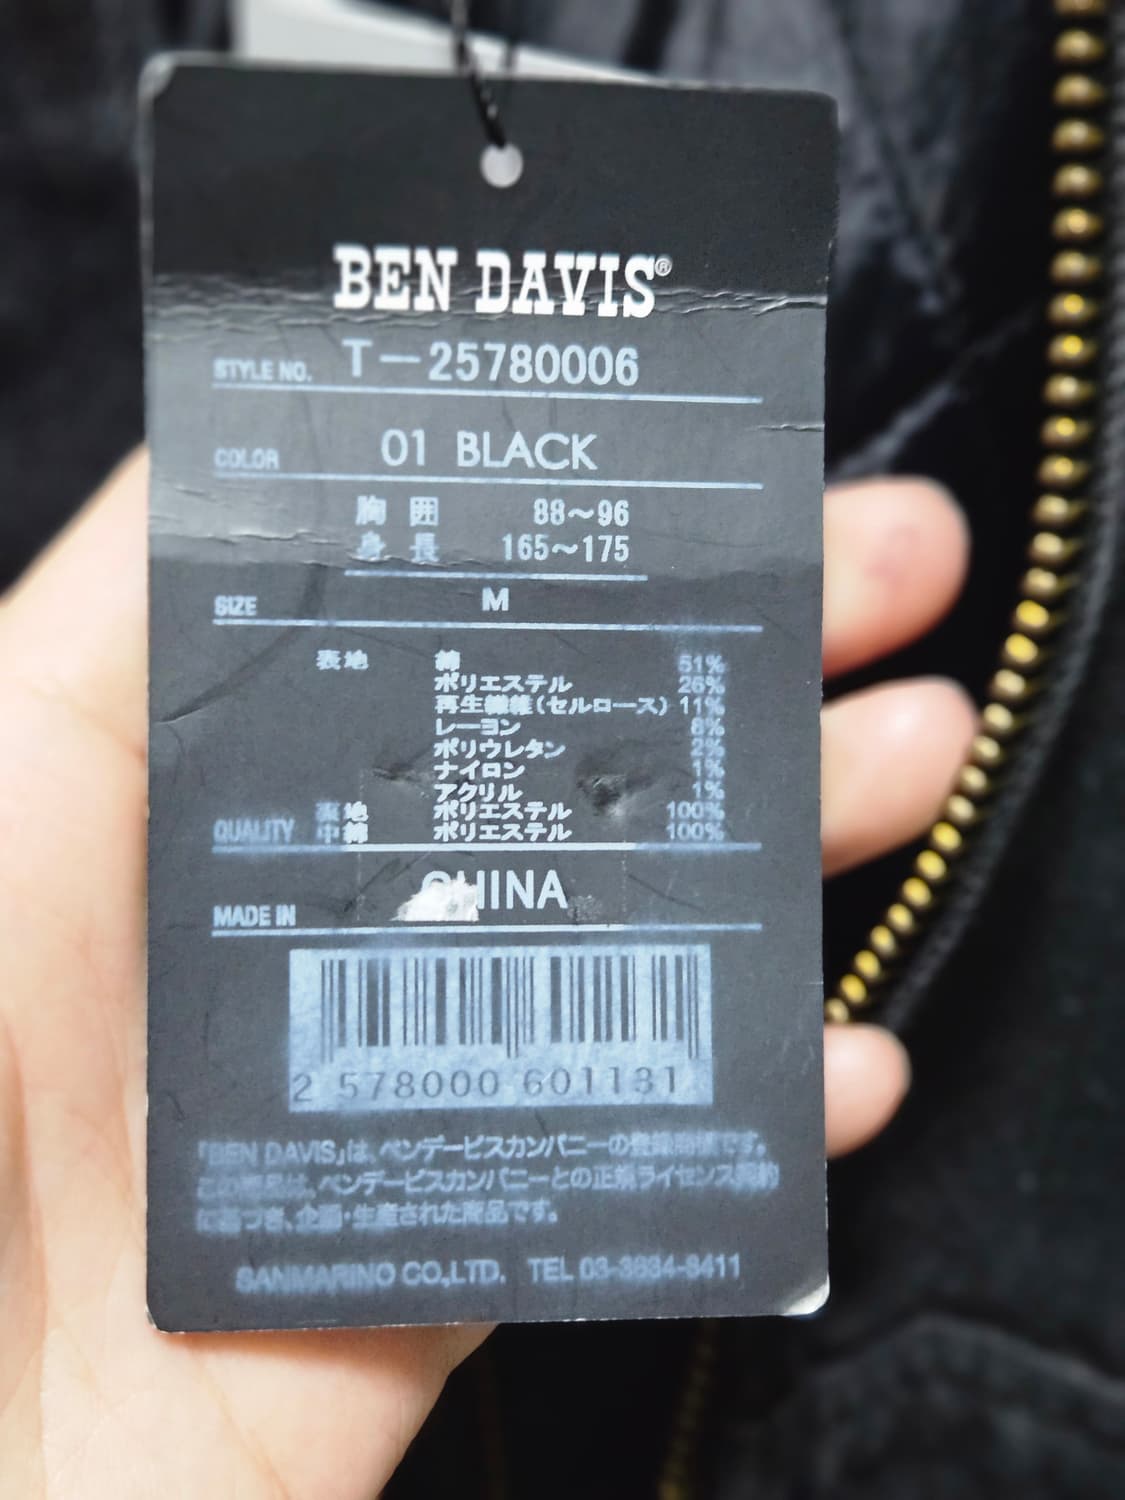 BEN DAVIS®
STYLE NO. T-25780006
COLOR 01 BLACK
胸囲 88~96
身長 165~175
SIZE M
表地 綿 51%
ポリエステル 26%
再生繊維(セルロース) 11%
レーヨン 8%
ポリウレタン 2%
ナイロン 1%
アクリル 1%
裏地 ポリエステル 100%
QUALITY 中綿 ポリエステル 100%
MADE IN CHINA
2 578000 601131
「BEN DAVIS」は、ベンデービスカンパニーの登録商標です。
この商品は、ベンデービスカンパニーとの正規ライセンス契約
に基づき、企画・生産された商品です。
SANMARINO CO.,LTD. TEL 03-3834-8411